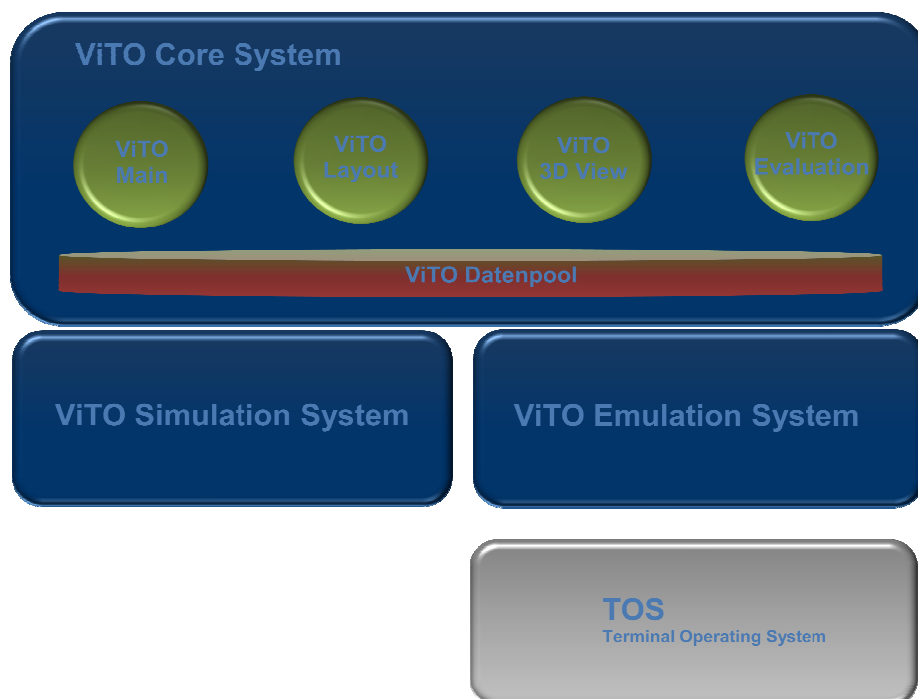 ViTO Core System
ViTO
Main
ViTO
Layout
ViTO
3D View
ViTO
Evaluation
ViTO Datenpool
ViTO Simulation System
ViTO Emulation System
TOS
Terminal Operating System